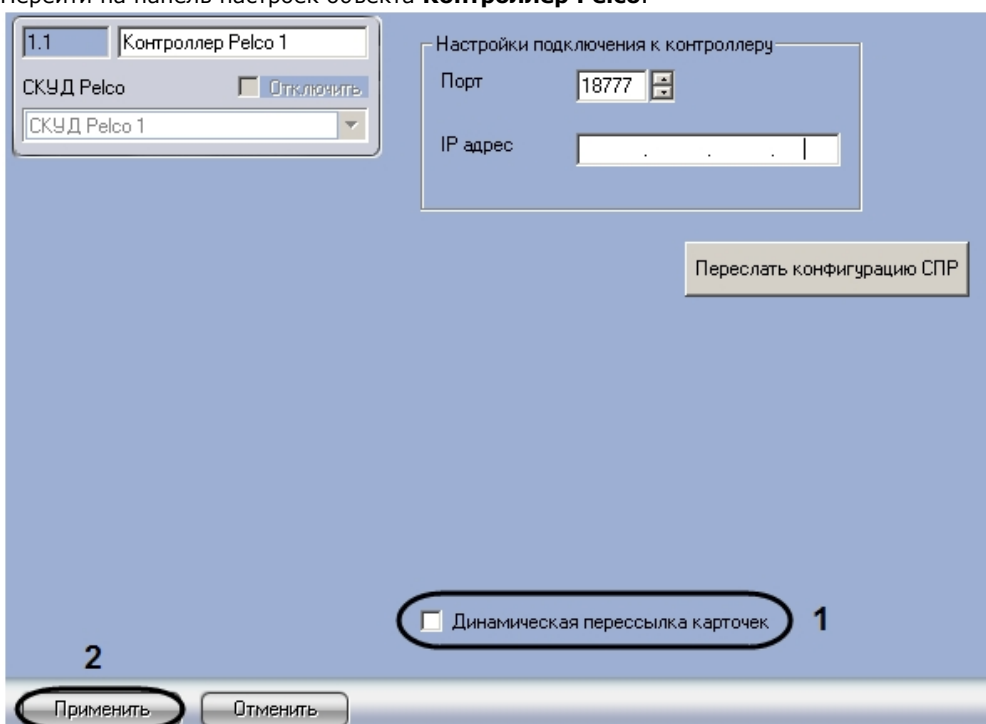 Перейти на панель настроек объекта Контроллер Pelco.
1.1 Контроллер Pelco 1
СКУД Pelco Отключить
СКУД Pelco 1
Настройки подключения к контроллеру
Порт 18777
IP адрес . . .
Переслать конфигурацию СПР
Динамическая перессылка карточек 1
2
Применить Отменить